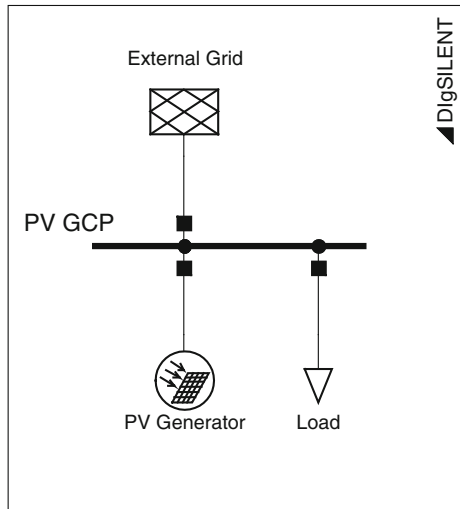 External Grid
DIgSILENT
PV GCP
PV Generator
Load